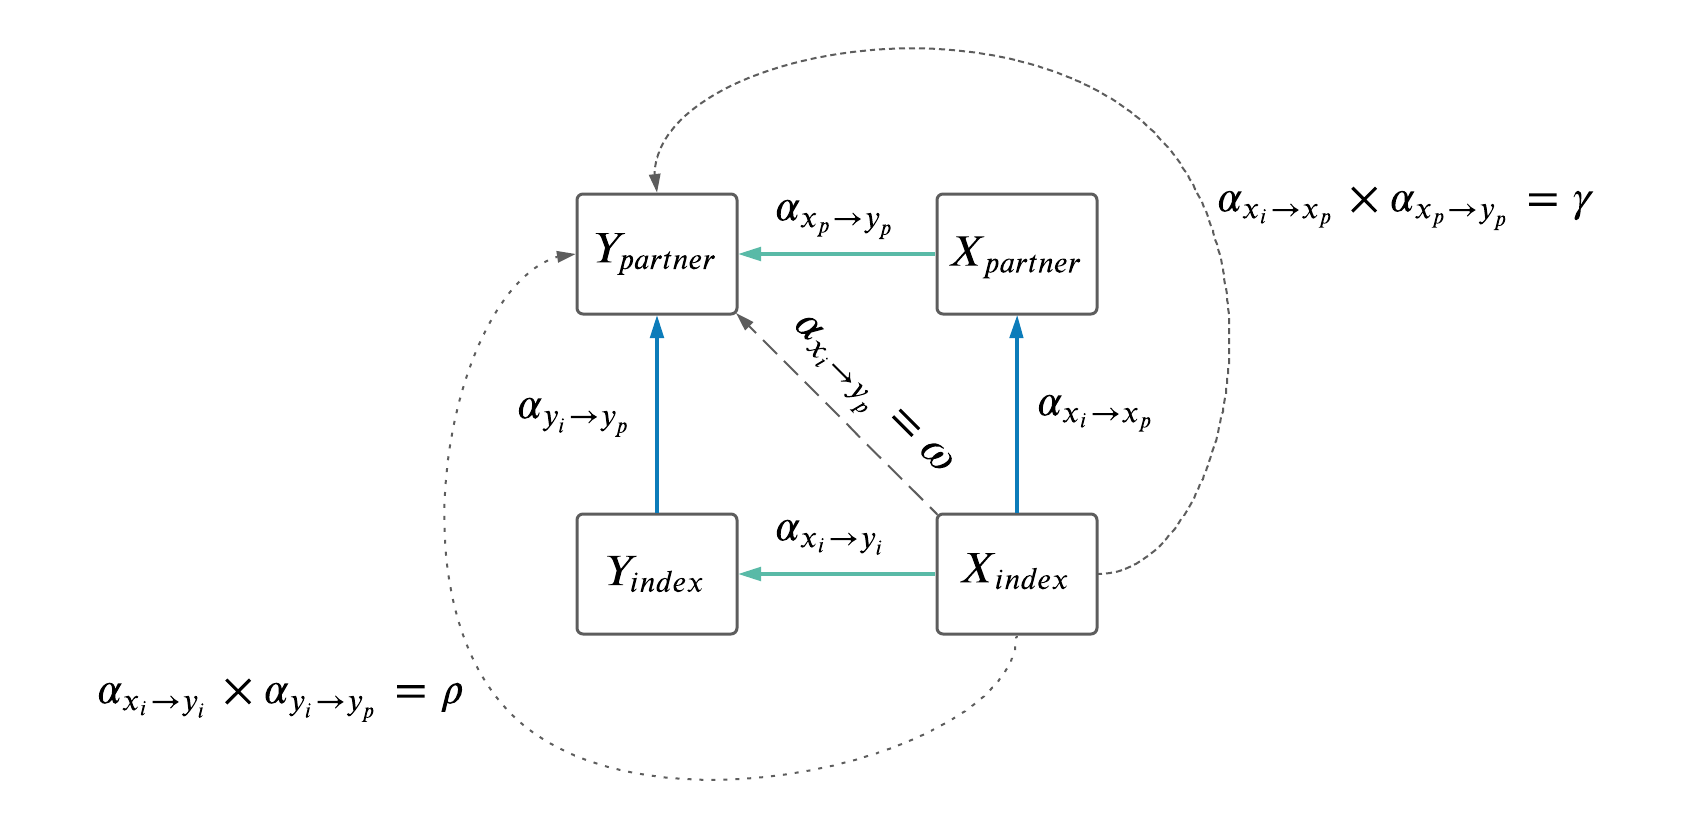 α_{x_i→x_p} × α_{x_p→y_p} = γ
α_{x_p→y_p}
Y_{partner}
X_{partner}
α_{x_i→y_p} = ω
α_{y_i→y_p}
α_{x_i→x_p}
α_{x_i→y_i}
Y_{index}
X_{index}
α_{x_i→y_i} × α_{y_i→y_p} = ρ